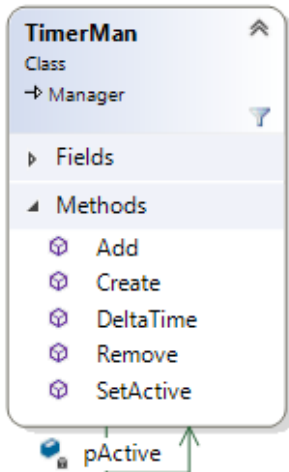 TimerMan
Class
Manager
Fields
Methods
Add
Create
DeltaTime
Remove
SetActive
pActive